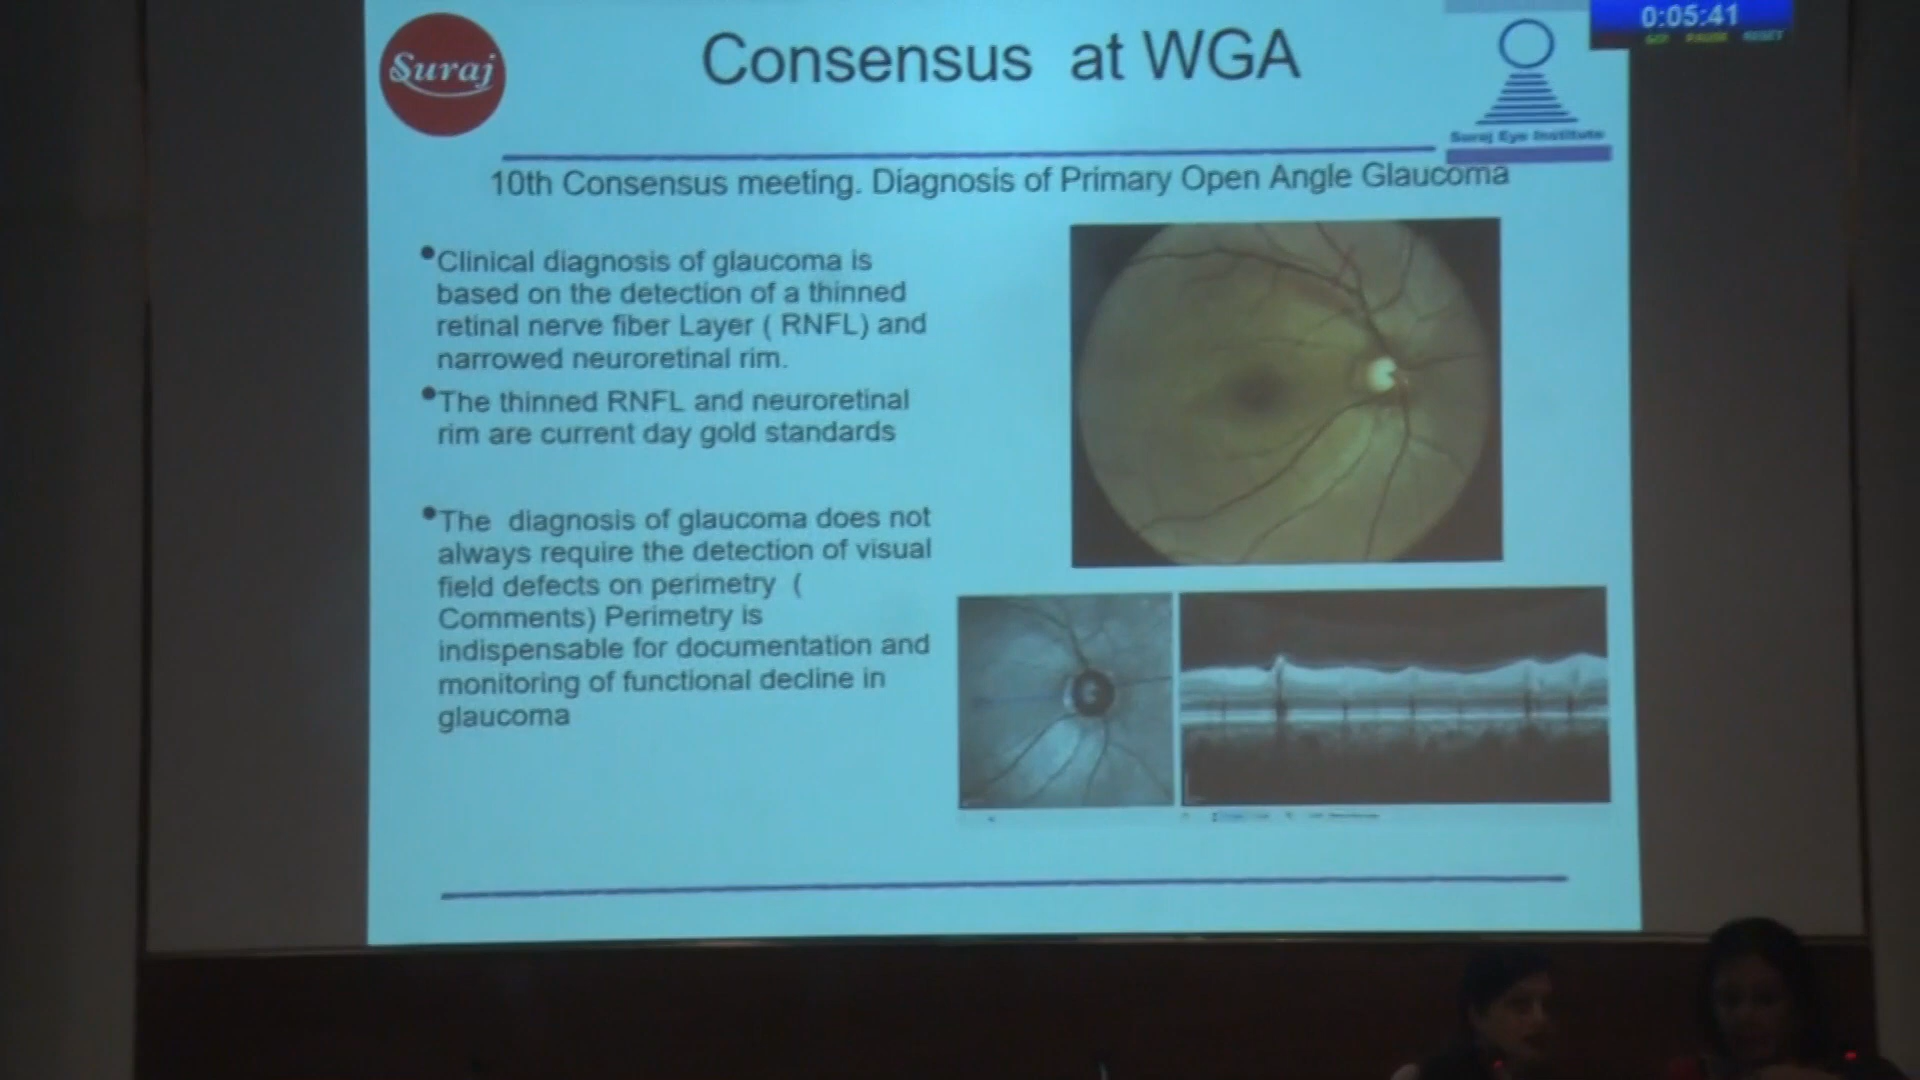 Suraj
Consensus at WGA
0:05:41
PAUSE RESET
Suraj Eye Institute
10th Consensus meeting. Diagnosis of Primary Open Angle Glaucoma
•Clinical diagnosis of glaucoma is
based on the detection of a thinned
retinal nerve fiber Layer ( RNFL) and
narrowed neuroretinal rim.
•The thinned RNFL and neuroretinal
rim are current day gold standards
•The diagnosis of glaucoma does not
always require the detection of visual
field defects on perimetry (
Comments) Perimetry is
indispensable for documentation and
monitoring of functional decline in
glaucoma